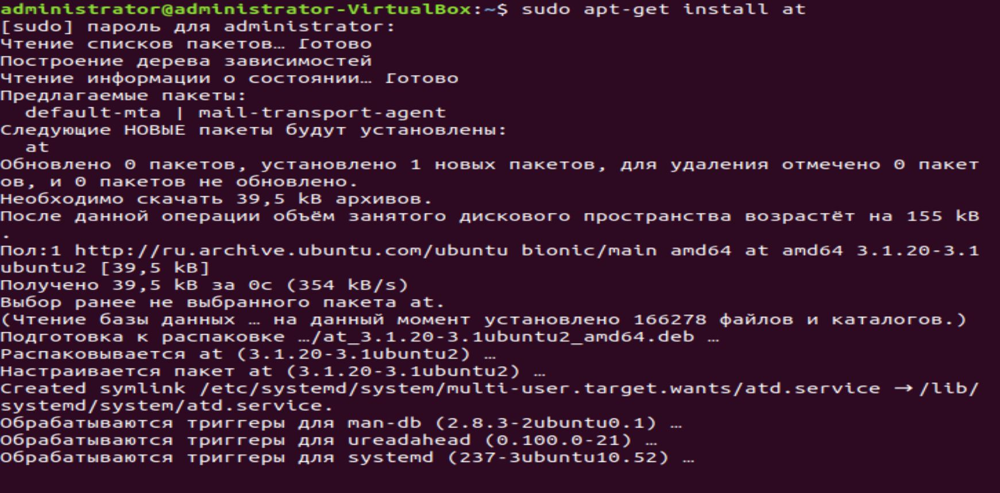 administrator@administrator-VirtualBox:~$ sudo apt-get install at
[sudo] пароль для administrator:
Чтение списков пакетов… Готово
Построение дерева зависимостей
Чтение информации о состоянии… Готово
Предлагаемые пакеты:
  default-mta | mail-transport-agent
Следующие НОВЫЕ пакеты будут установлены:
  at
Обновлено 0 пакетов, установлено 1 новых пакетов, для удаления отмечено 0 пакет
ов, и 0 пакетов не обновлено.
Необходимо скачать 39,5 kB архивов.
После данной операции объём занятого дискового пространства возрастёт на 155 kB
.
Пол:1 http://ru.archive.ubuntu.com/ubuntu bionic/main amd64 at amd64 3.1.20-3.1
ubuntu2 [39,5 kB]
Получено 39,5 kB за 0с (354 kB/s)
Выбор ранее не выбранного пакета at.
(Чтение базы данных … на данный момент установлено 166278 файлов и каталогов.)
Подготовка к распаковке …/at_3.1.20-3.1ubuntu2_amd64.deb …
Распаковывается at (3.1.20-3.1ubuntu2) …
Настраивается пакет at (3.1.20-3.1ubuntu2) …
Created symlink /etc/systemd/system/multi-user.target.wants/atd.service → /lib/
systemd/system/atd.service.
Обрабатываются триггеры для man-db (2.8.3-2ubuntu0.1) …
Обрабатываются триггеры для ureadahead (0.100.0-21) …
Обрабатываются триггеры для systemd (237-3ubuntu10.52) …